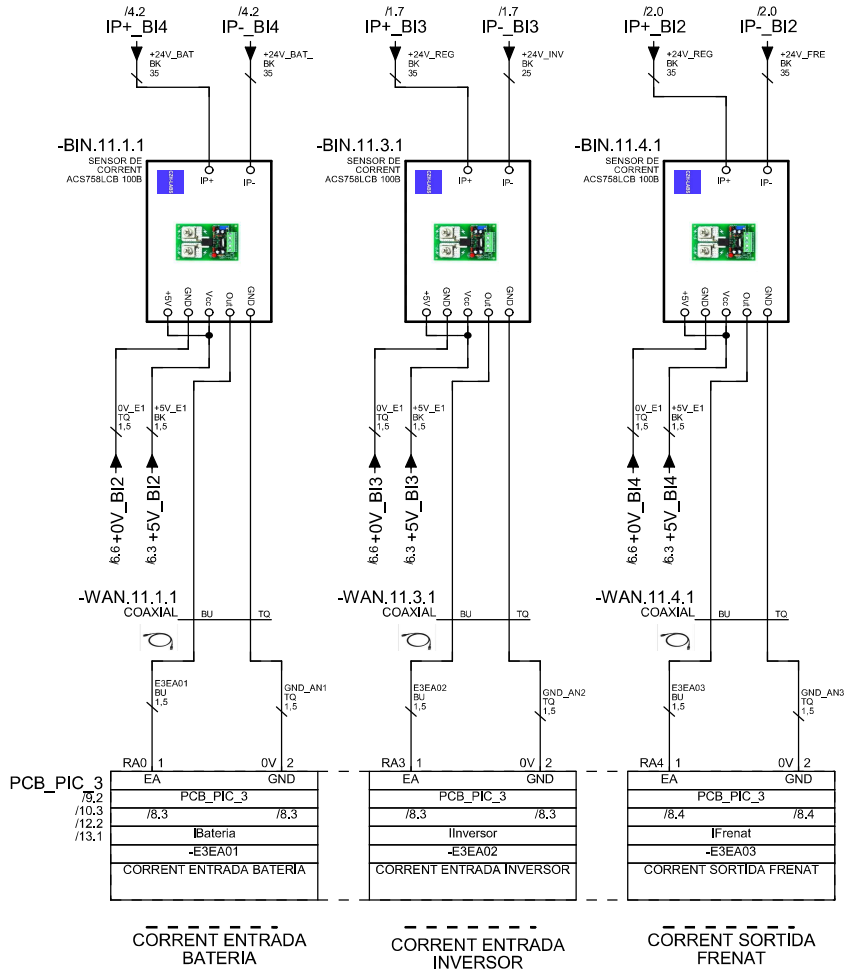 /4.2 /4.2 /1.7 /1.7 /2.0 /2.0
IP+_BI4 IP-_BI4 IP+_BI3 IP-_BI3 IP+_BI2 IP-_BI2
+24V_BAT +24V_BAT_ +24V_REG +24V_INV +24V_REG +24V_FRE
BK BK BK BK BK BK
35 35 35 25 35 35
-BIN.11.1.1 -BIN.11.3.1 -BIN.11.4.1
SENSOR DE SENSOR DE SENSOR DE
CORRENT CORRENT CORRENT
ACS758LCB 100B ACS758LCB 100B ACS758LCB 100B
IP+ IP- IP+ IP- IP+ IP-
+5V GND Vcc Out GND +5V GND Vcc Out GND +5V GND Vcc Out GND
0V_E1 +5V_E1 0V_E1 +5V_E1 0V_E1 +5V_E1
TQ BK TQ BK TQ BK
1,5 1,5 1,5 1,5 1,5 1,5
/6.6 +0V_BI2 /6.3 +5V_BI2 /6.6 +0V_BI3 /6.3 +5V_BI3 /6.6 +0V_BI4 /6.3 +5V_BI4
-WAN.11.1.1 -WAN.11.3.1 -WAN.11.4.1
COAXIAL BU TQ COAXIAL BU TQ COAXIAL BU TQ
E3EA01 GND_AN1 E3EA02 GND_AN2 E3EA03 GND_AN3
BU TQ BU TQ BU TQ
1,5 1,5 1,5 1,5 1,5 1,5
RA0 1 0V 2 RA3 1 0V 2 RA4 1 0V 2
PCB_PIC_3 EA GND EA GND EA GND
/9.2 PCB_PIC_3 PCB_PIC_3 PCB_PIC_3
/10.3 /8.3 /8.3 /8.3 /8.3 /8.4 /8.4
/12.2
/13.1 IBateria IInversor IFrenat
-E3EA01 -E3EA02 -E3EA03
CORRENT ENTRADA BATERIA CORRENT ENTRADA INVERSOR CORRENT SORTIDA FRENAT
CORRENT ENTRADA CORRENT ENTRADA CORRENT SORTIDA
BATERIA INVERSOR FRENAT